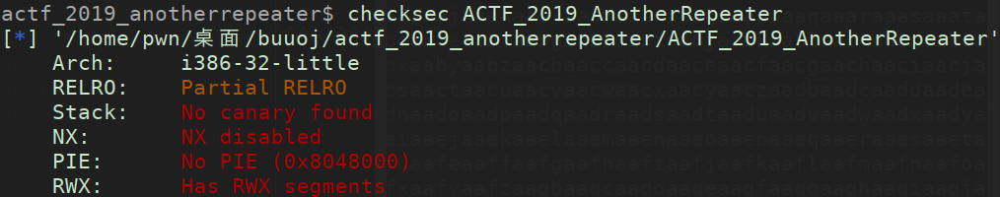 actf_2019_anotherrepeater$ checksec ACTF_2019_AnotherRepeater
[*] '/home/pwn/桌面/buuoj/actf_2019_anotherrepeater/ACTF_2019_AnotherRepeater'
Arch: i386-32-little
RELRO: Partial RELRO
Stack: No canary found
NX: NX disabled
PIE: No PIE (0x8048000)
RWX: Has RWX segments